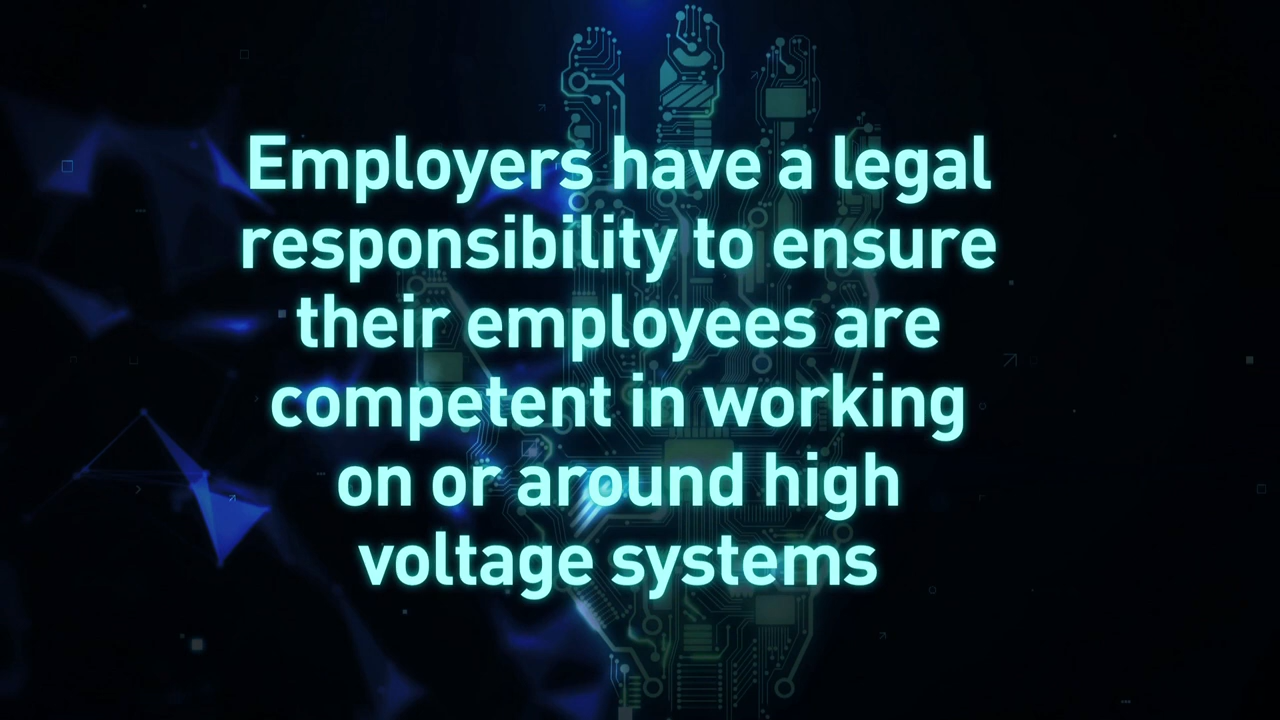 Employers have a legal
responsibility to ensure
their employees are
competent in working
on or around high
voltage systems